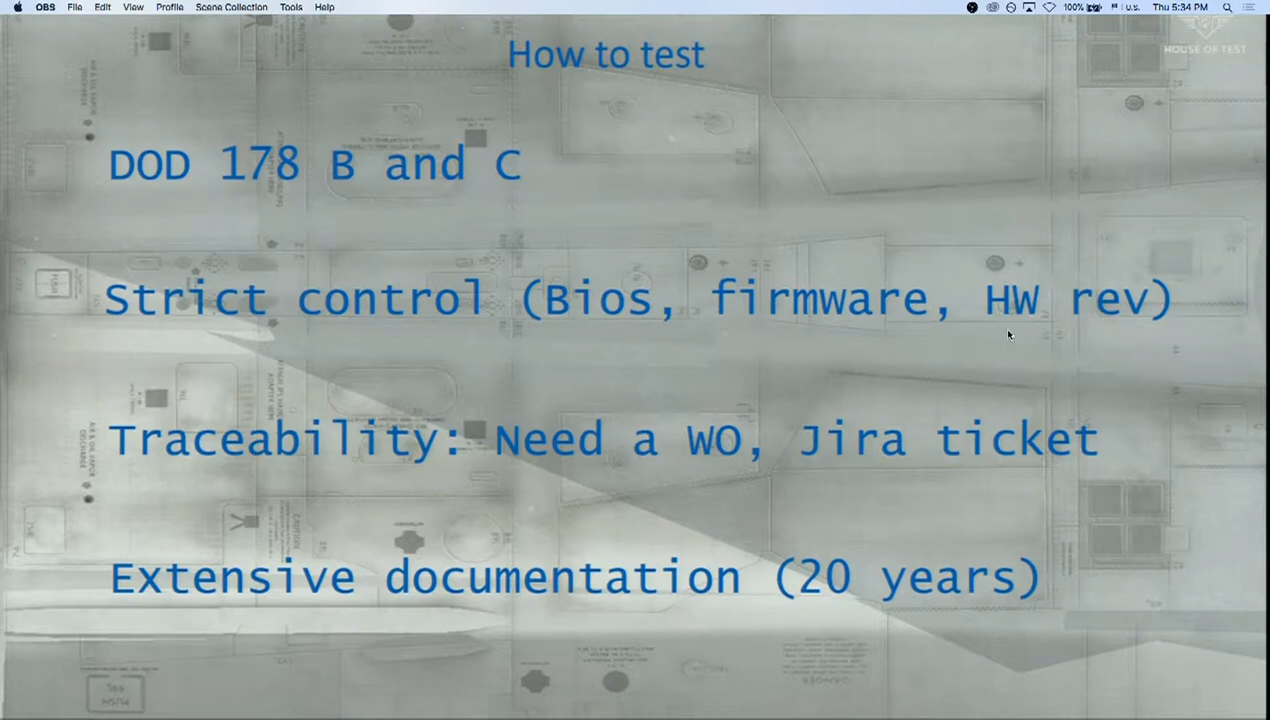 OBS File Edit View Profile Scene Collection Tools Help 100% U.S. Thu 5:34 PM
HOUSE OF TEST
How to test
DOD 178 B and C
Strict control (Bios, firmware, HW rev)
Traceability: Need a WO, Jira ticket
Extensive documentation (20 years)
PUSH
DANGER